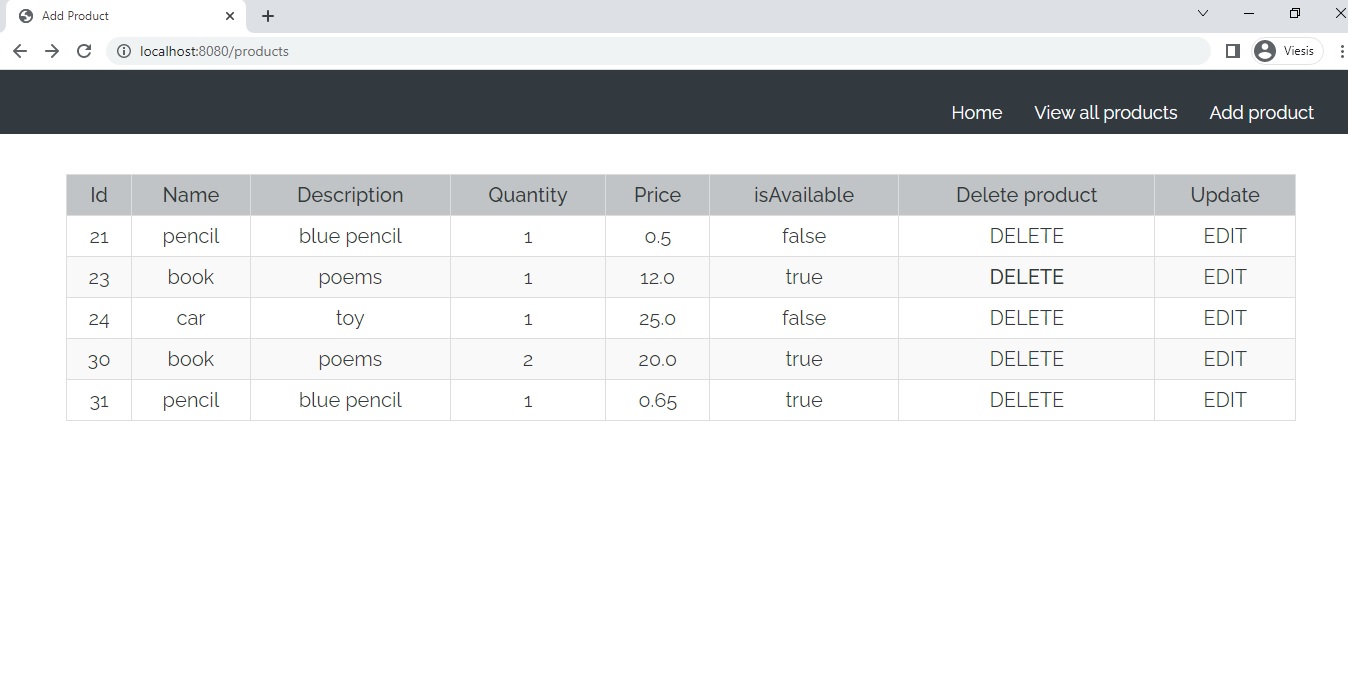 Add Product
localhost:8080/products
Viesis
Home View all products Add product
Id Name Description Quantity Price isAvailable Delete product Update
21 pencil blue pencil 1 0.5 false DELETE EDIT
23 book poems 1 12.0 true DELETE EDIT
24 car toy 1 25.0 false DELETE EDIT
30 book poems 2 20.0 true DELETE EDIT
31 pencil blue pencil 1 0.65 true DELETE EDIT